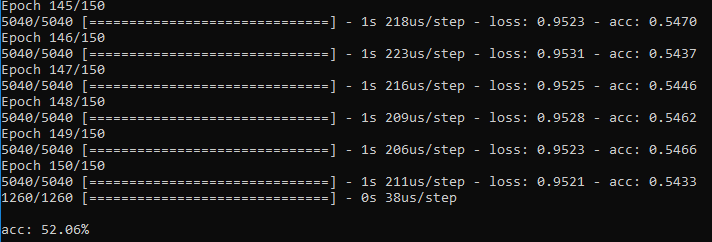 Epoch 145/150
5040/5040 [==============================] - 1s 218us/step - loss: 0.9523 - acc: 0.5470
Epoch 146/150
5040/5040 [==============================] - 1s 223us/step - loss: 0.9531 - acc: 0.5437
Epoch 147/150
5040/5040 [==============================] - 1s 216us/step - loss: 0.9525 - acc: 0.5446
Epoch 148/150
5040/5040 [==============================] - 1s 209us/step - loss: 0.9528 - acc: 0.5462
Epoch 149/150
5040/5040 [==============================] - 1s 206us/step - loss: 0.9523 - acc: 0.5466
Epoch 150/150
5040/5040 [==============================] - 1s 211us/step - loss: 0.9521 - acc: 0.5433
1260/1260 [==============================] - 0s 38us/step
acc: 52.06%